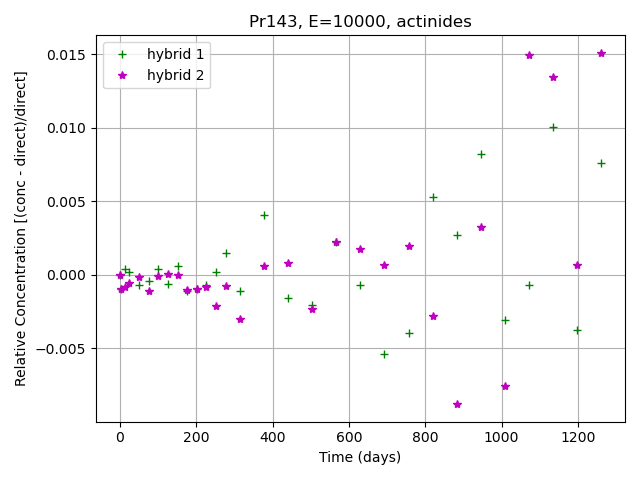 Pr143, E=10000, actinides
hybrid 1
hybrid 2
Relative Concentration [(conc - direct)/direct]
0.015
0.010
0.005
0.000
−0.005
0 200 400 600 800 1000 1200
Time (days)